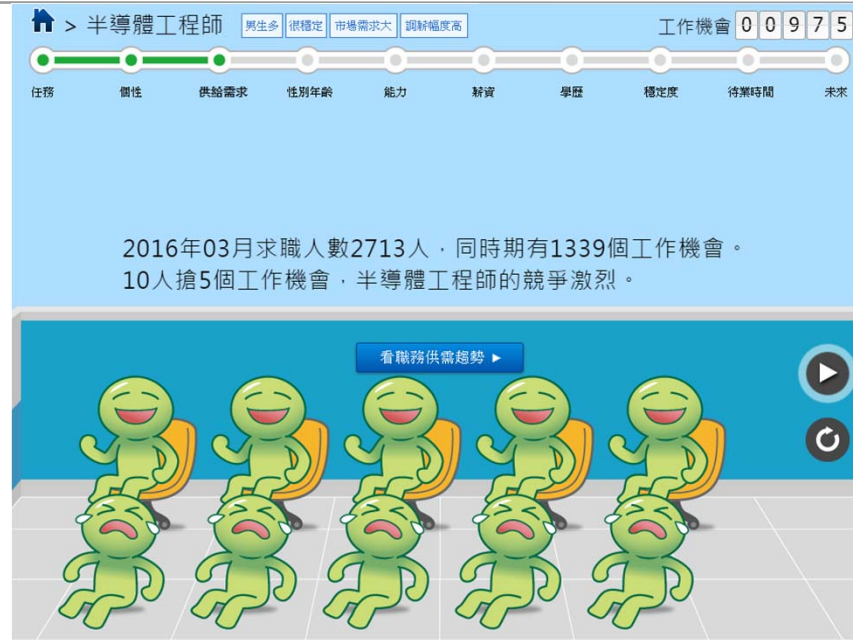 > 半導體工程師 男生多 很穩定 市場需求大 調薪幅度高 工作機會 00975
任務 個性 供給需求 性別年齡 能力 薪資 學歷 穩定度 待業時間 未來
2016年03月求職人數2713人，同時期有1339個工作機會。
10人搶5個工作機會，半導體工程師的競爭激烈。
看職務供需趨勢 ▶